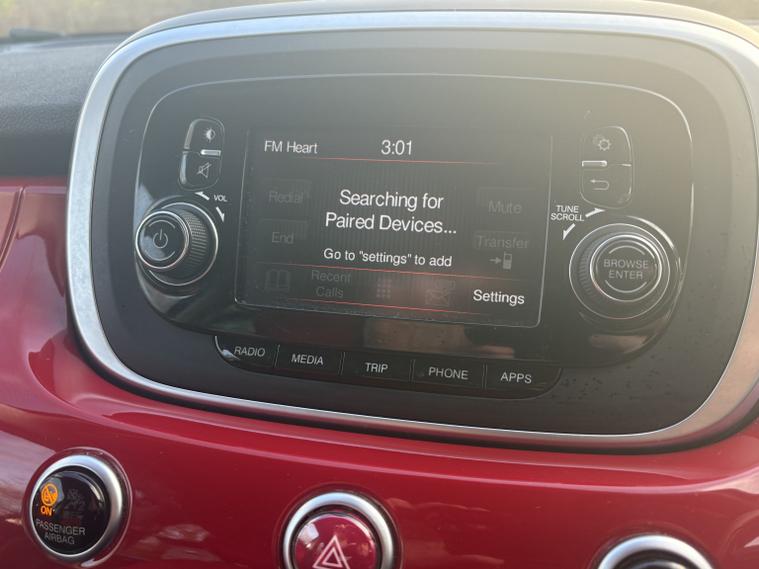 FM Heart
3:01
VOL
TUNE
SCROLL
Redial
Searching for
Paired Devices...
Mute
End
Go to "settings" to add
Transfer
Recent
Calls
Settings
BROWSE
ENTER
RADIO
MEDIA
TRIP
PHONE
APPS
ON
PASSENGER
AIRBAG